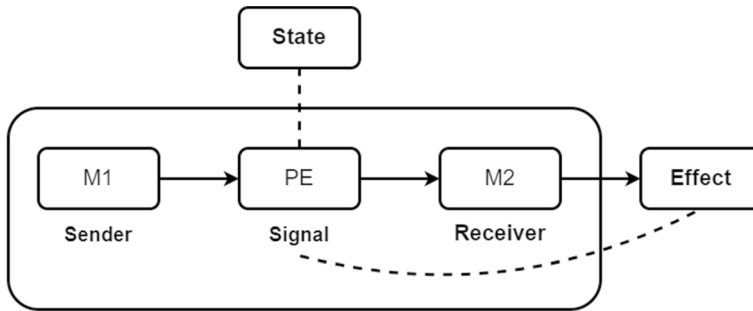 State
M1
PE
M2
Effect
Sender
Signal
Receiver